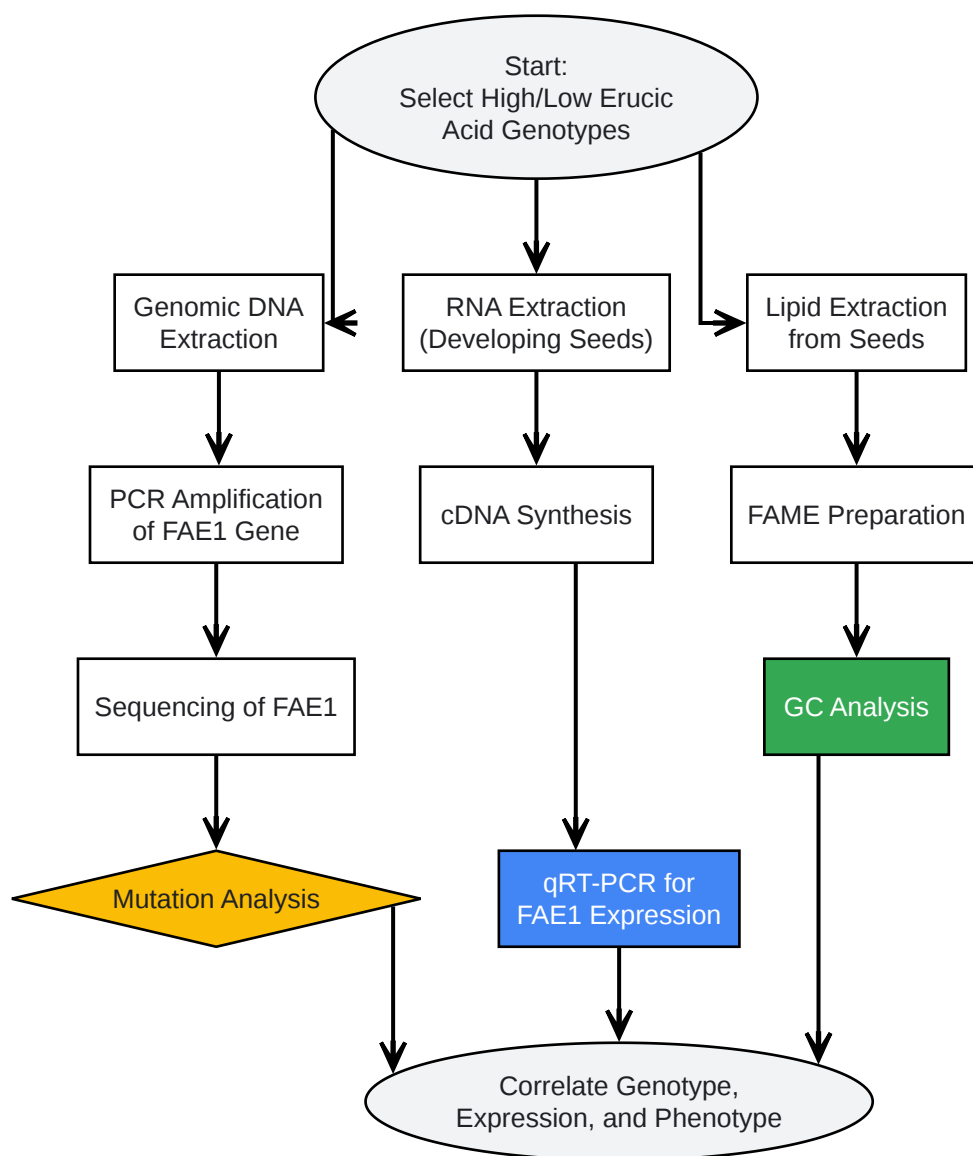 Start:
Select High/Low Erucic
Acid Genotypes
Genomic DNA
Extraction
RNA Extraction
(Developing Seeds)
Lipid Extraction
from Seeds
PCR Amplification
of FAE1 Gene
cDNA Synthesis
FAME Preparation
Sequencing of FAE1
GC Analysis
Mutation Analysis
qRT-PCR for
FAE1 Expression
Correlate Genotype,
Expression, and Phenotype